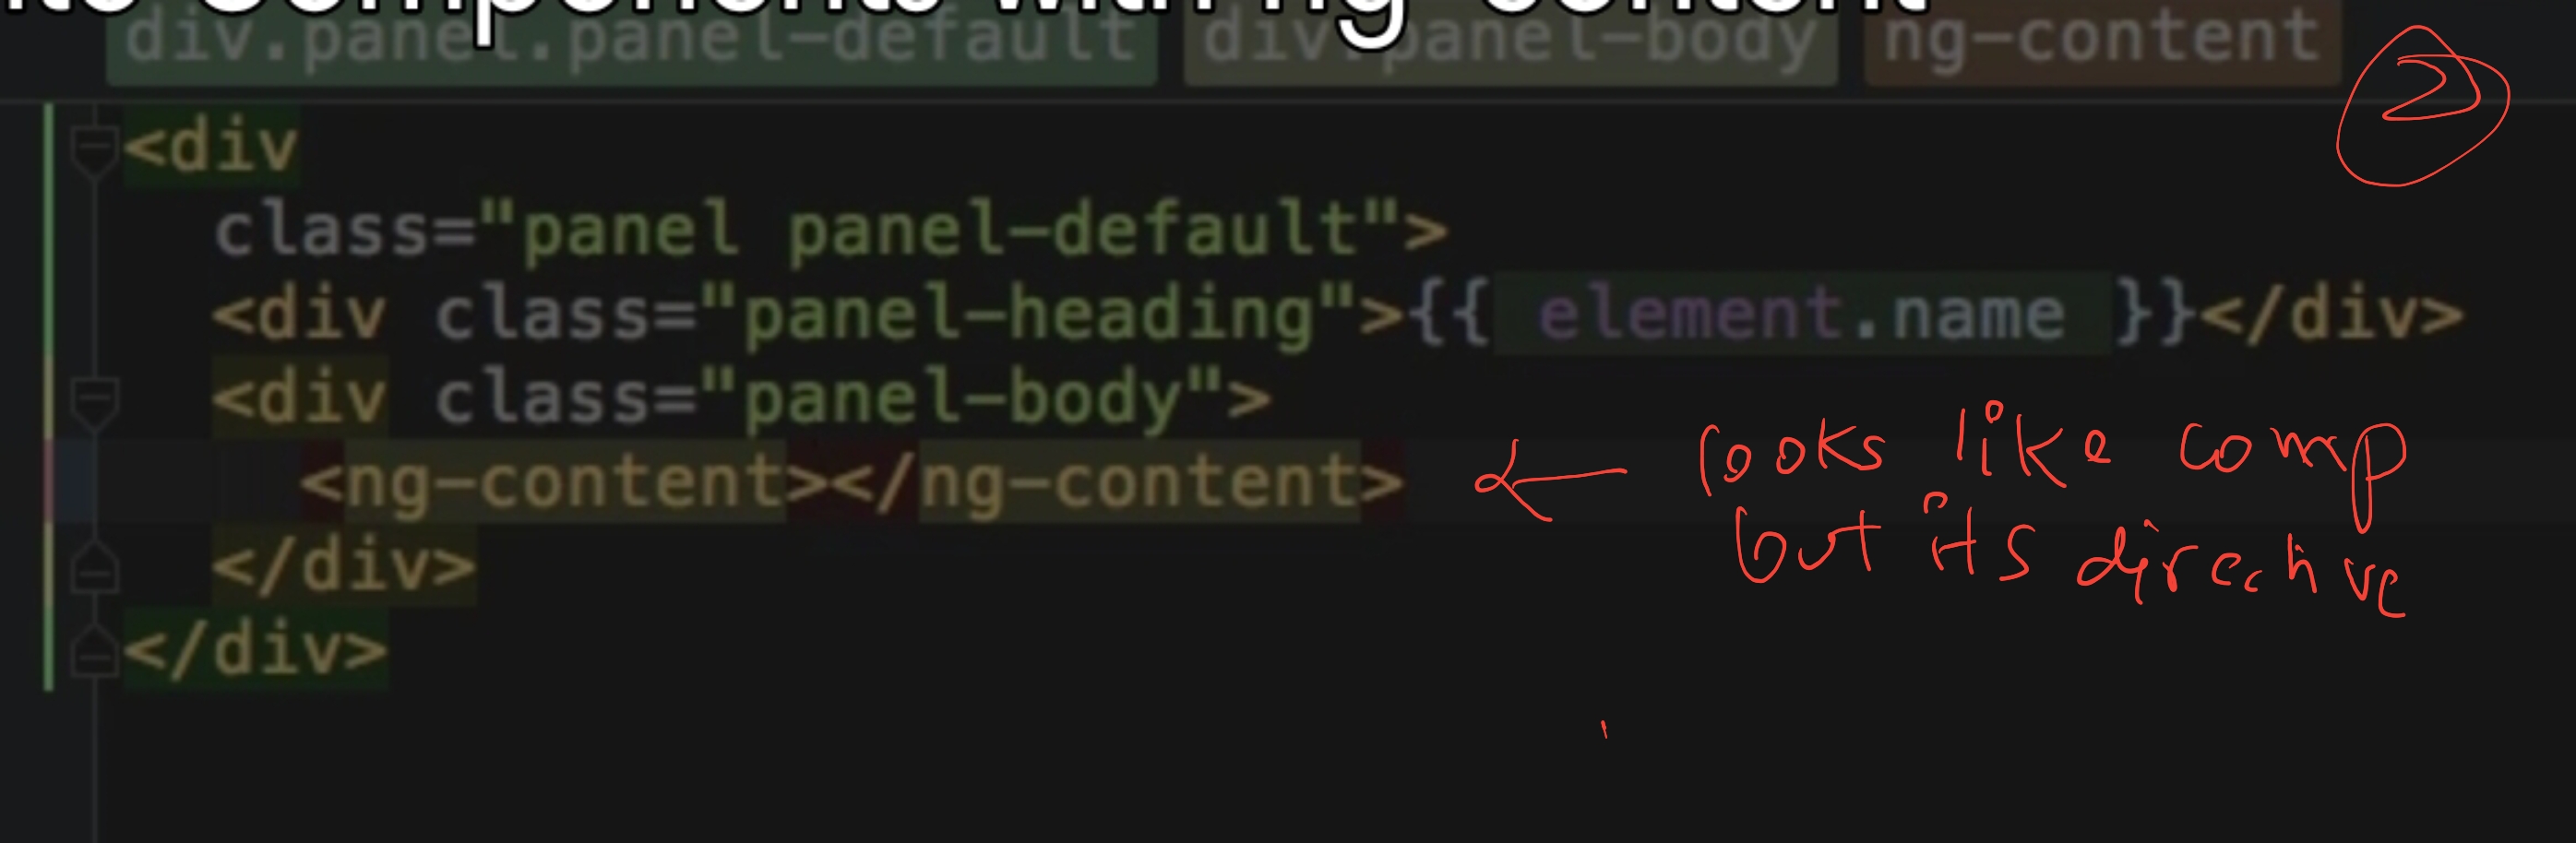 Components with ng-content
div.panel.panel-default div.panel-body ng-content
2
<div
class="panel panel-default">
<div class="panel-heading">{{ element.name }}</div>
<div class="panel-body">
<ng-content></ng-content>
looks like comp
but its directive
</div>
</div>